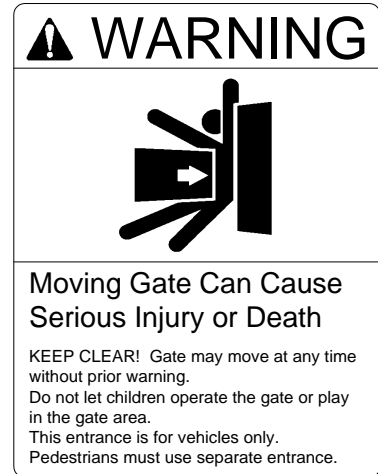 WARNING
Moving Gate Can Cause
Serious Injury or Death
KEEP CLEAR!  Gate may move at any time
without prior warning.
Do not let children operate the gate or play
in the gate area.
This entrance is for vehicles only.
Pedestrians must use separate entrance.